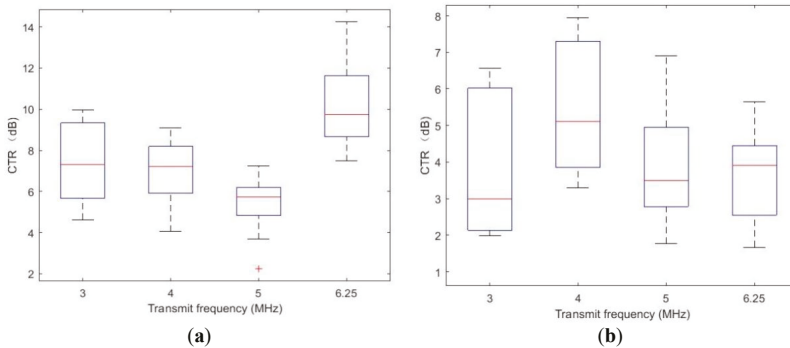 14
12
10
8
6
4
2
CTR（dB)
3 4 5 6.25
Transmit frequency (MHz)
(a)
8
7
6
5
4
3
2
1
CTR（dB)
3 4 5 6.25
Transmit frequency (MHz)
(b)